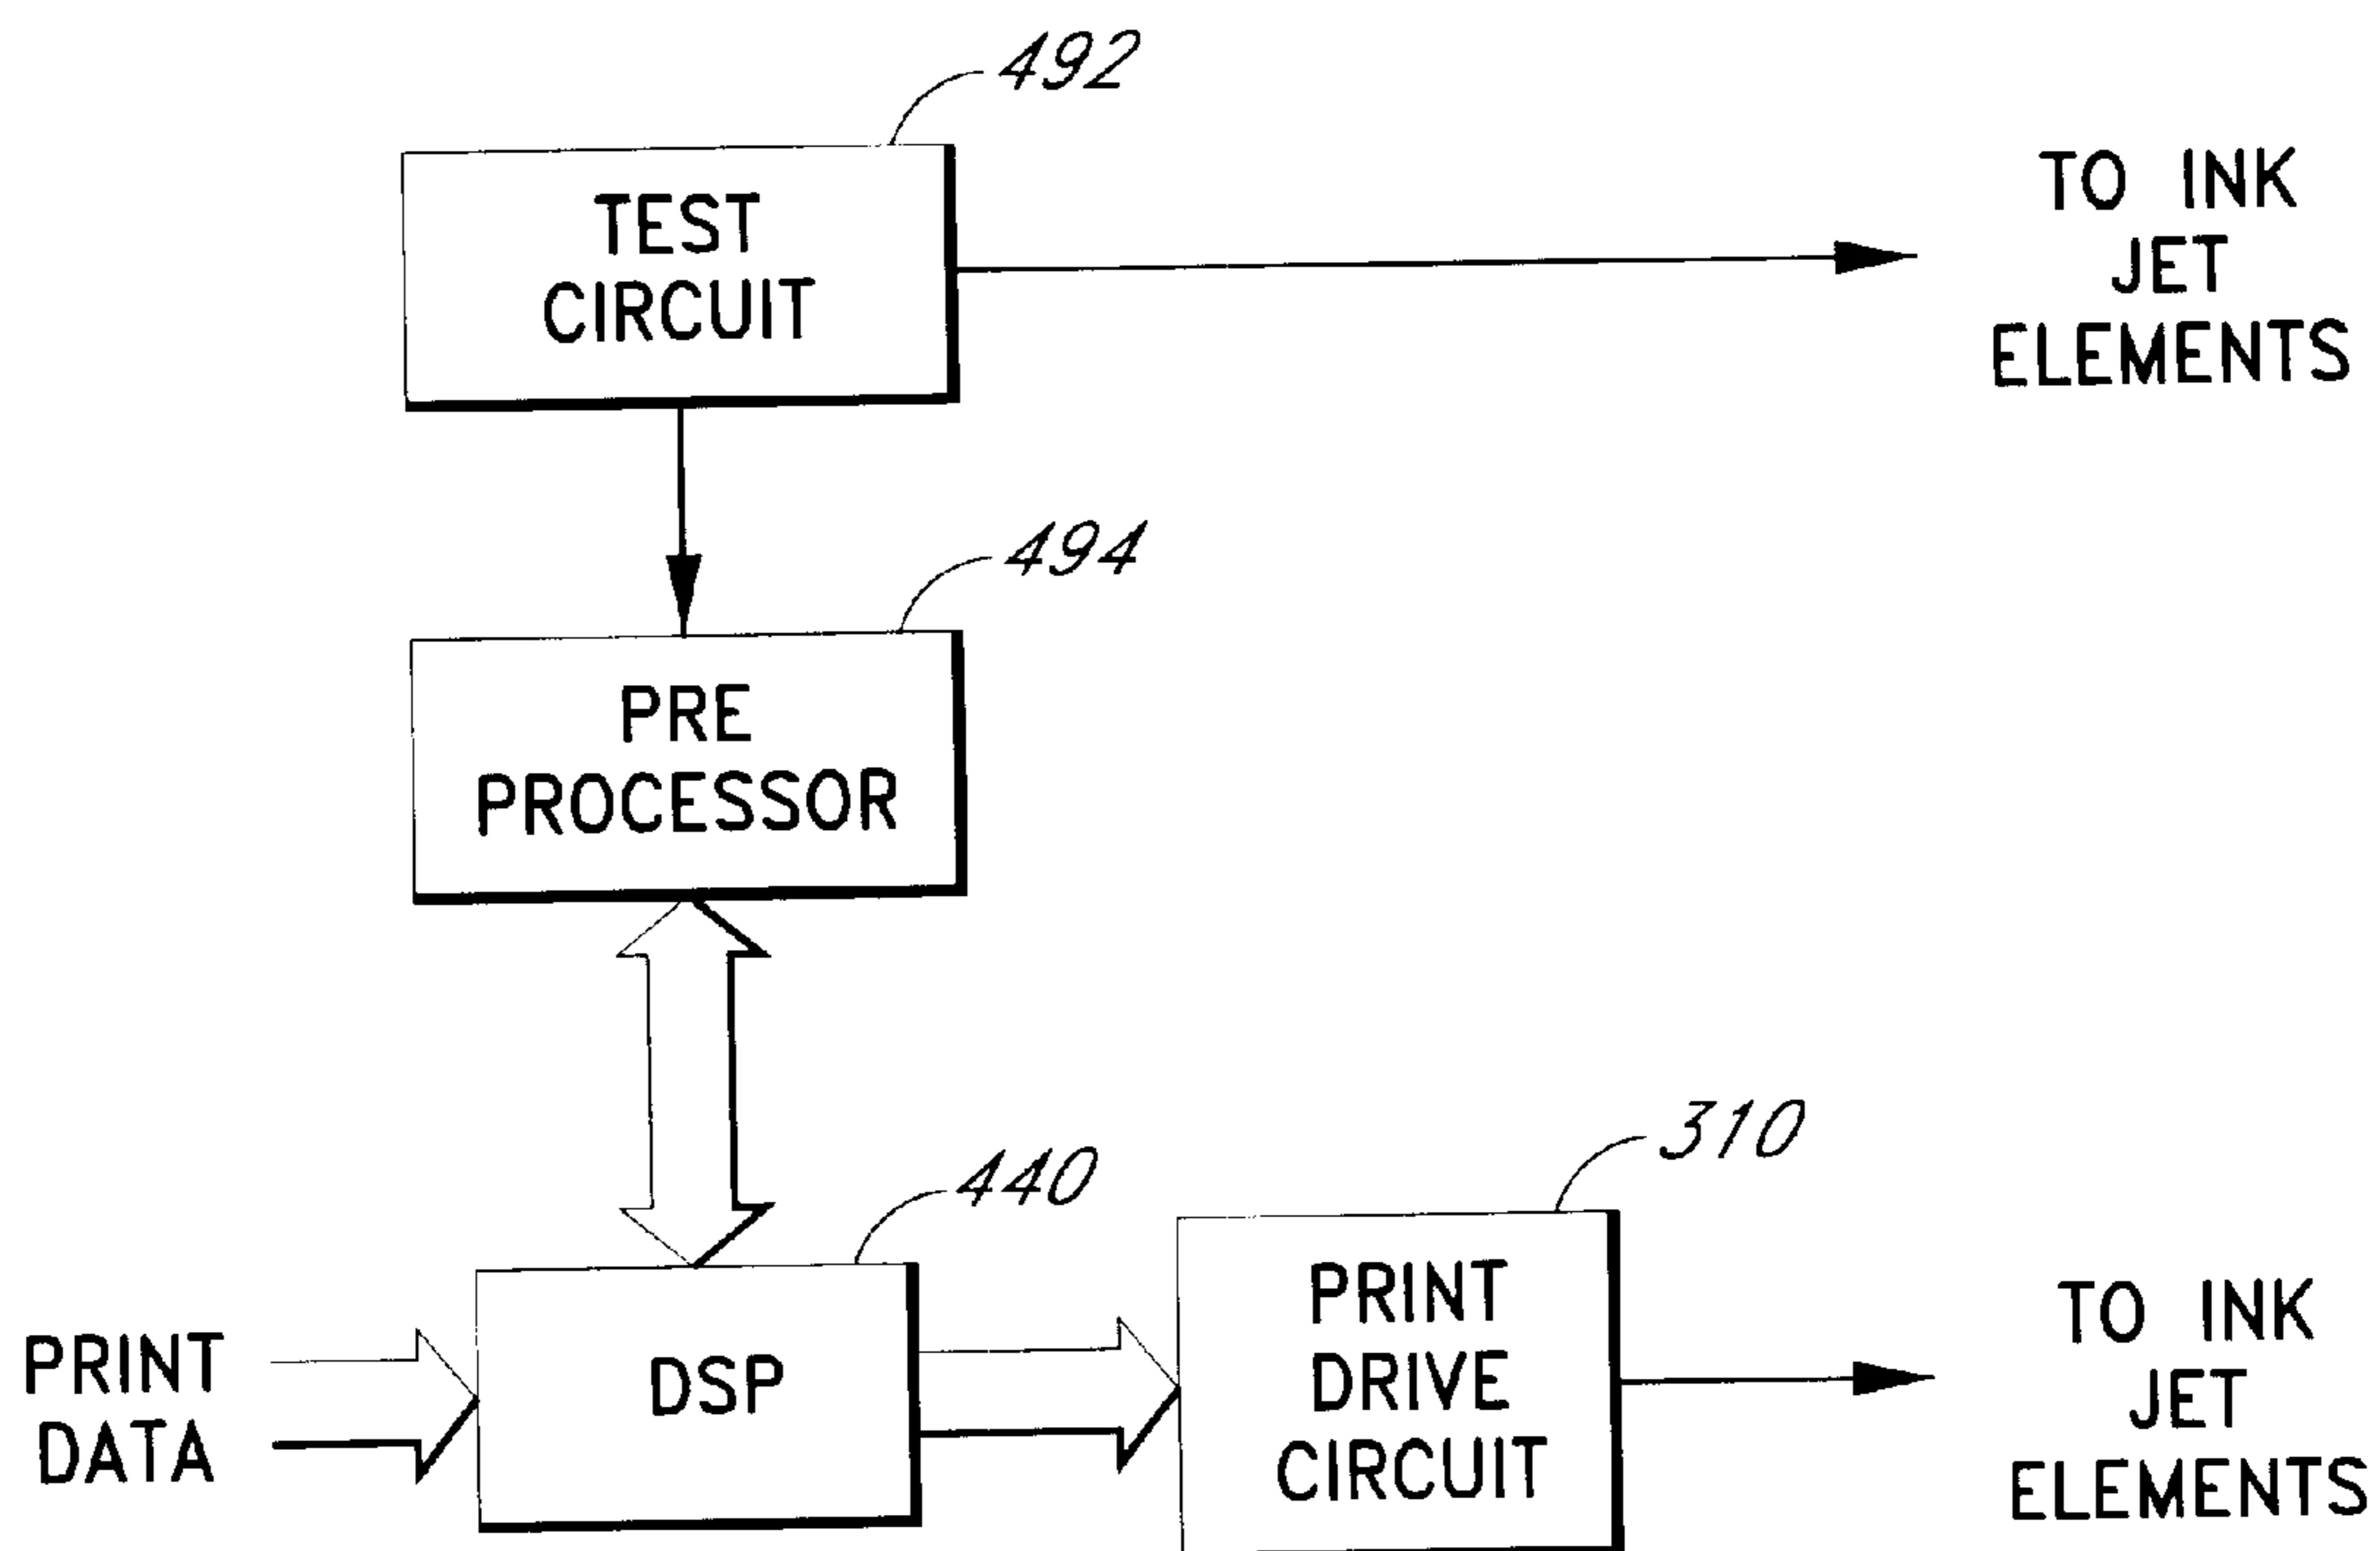 492
TEST
CIRCUIT
TO INK
JET
ELEMENTS
494
PRE
PROCESSOR
440
310
PRINT
DATA
DSP
PRINT
DRIVE
CIRCUIT
TO INK
JET
ELEMENTS